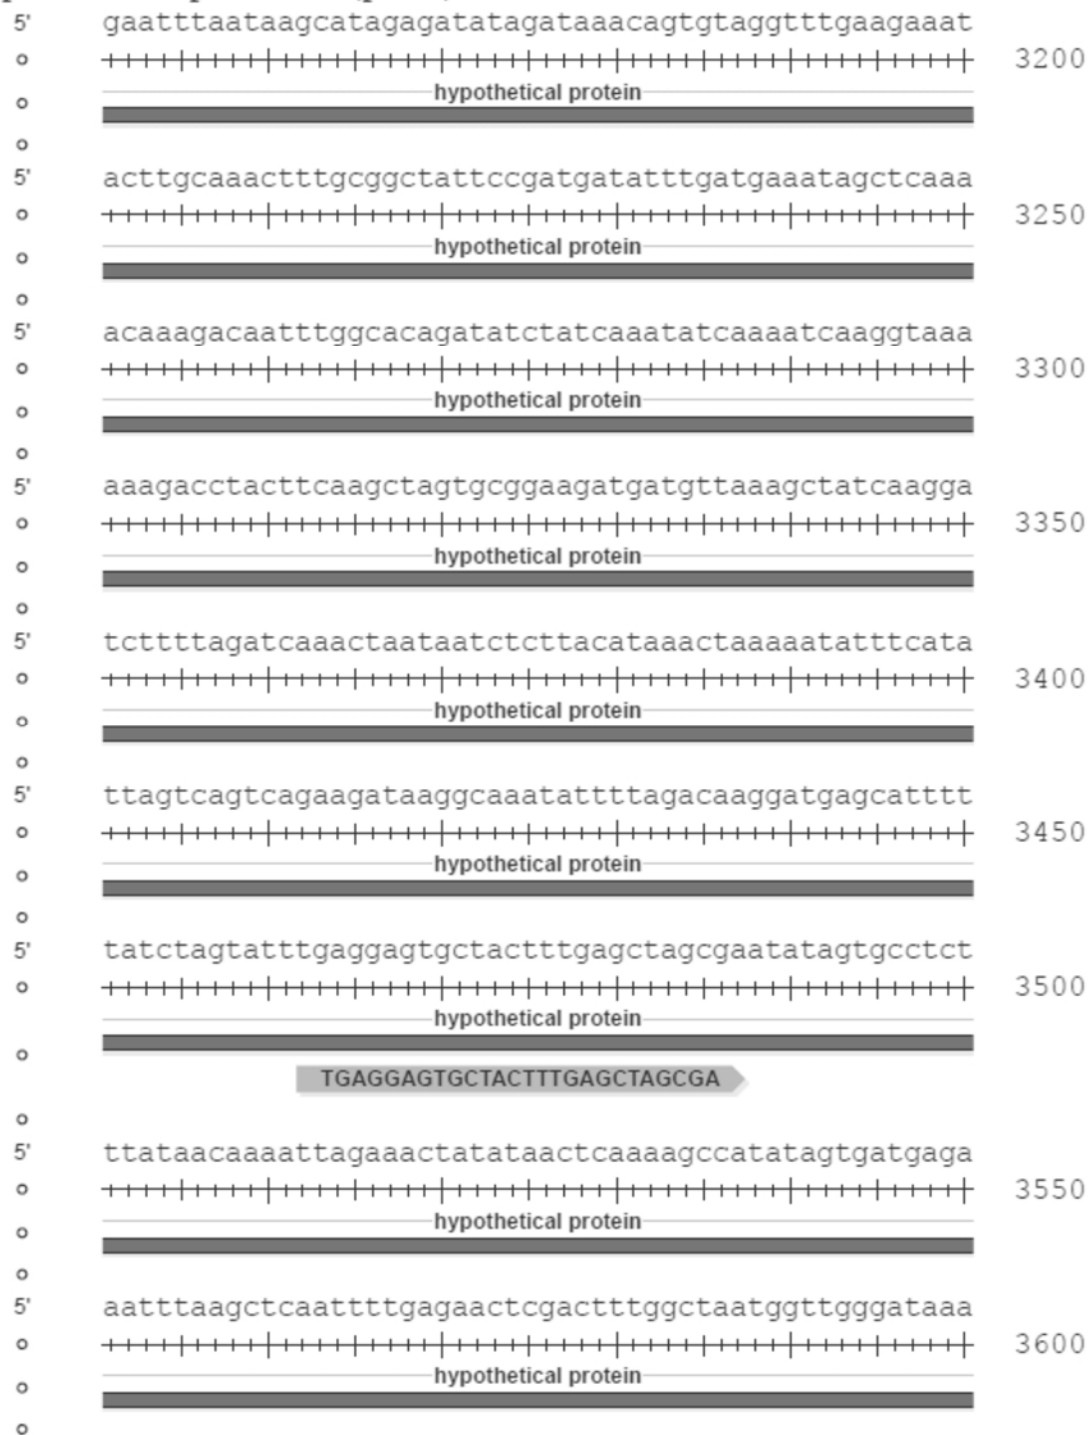 5' gaatttaataagcatagagatatagataaacagtgtaggtttgaagaaat
3200
hypothetical protein
5' acttgcaaactttgcggctattccgatgatatttgatgaaatagctcaaa
3250
hypothetical protein
5' acaaagacaatttggcacagatatctatcaaatatcaaaatcaaggtaaa
3300
hypothetical protein
5' aaagacctacttcaagctagtgcggaagatgatgttaaagctatcaagga
3350
hypothetical protein
5' tcttttagatcaaactaataatctcttacataaactaaaaatatttcata
3400
hypothetical protein
5' ttagtcagtcagaagataaggcaaatattttagacaaggatgagcatttt
3450
hypothetical protein
5' tatctagtatttgaggagtgctactttgagctagcgaatatagtgcctct
3500
hypothetical protein
TGAGGAGTGCTACTTTGAGCTAGCGA
5' ttataacaaaattagaaactatataactcaaaagccatatagtgatgaga
3550
hypothetical protein
5' aatttaagctcaattttgagaactcgactttggctaatggttgggataaa
3600
hypothetical protein